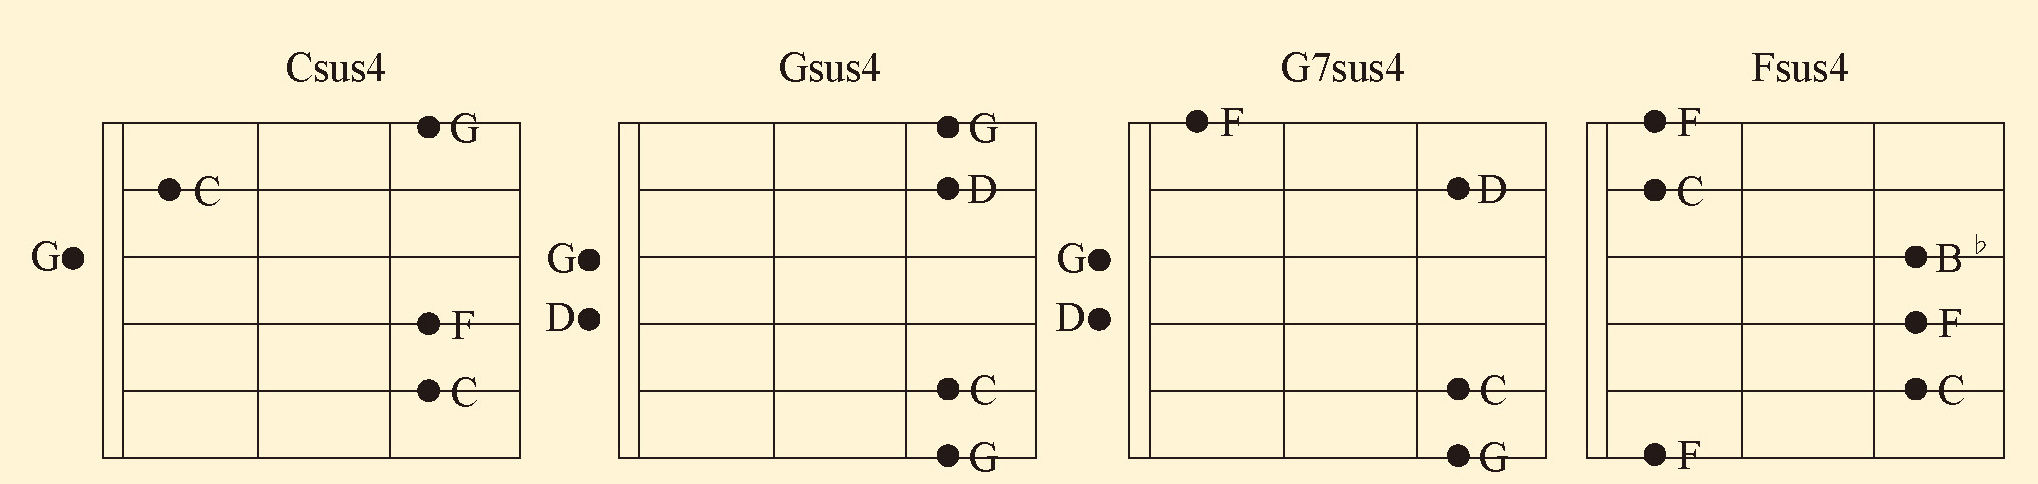 Csus4 Gsus4 G7sus4 Fsus4
G G F F
C D D C
G G G B♭
F D D F
C C C C
G G F